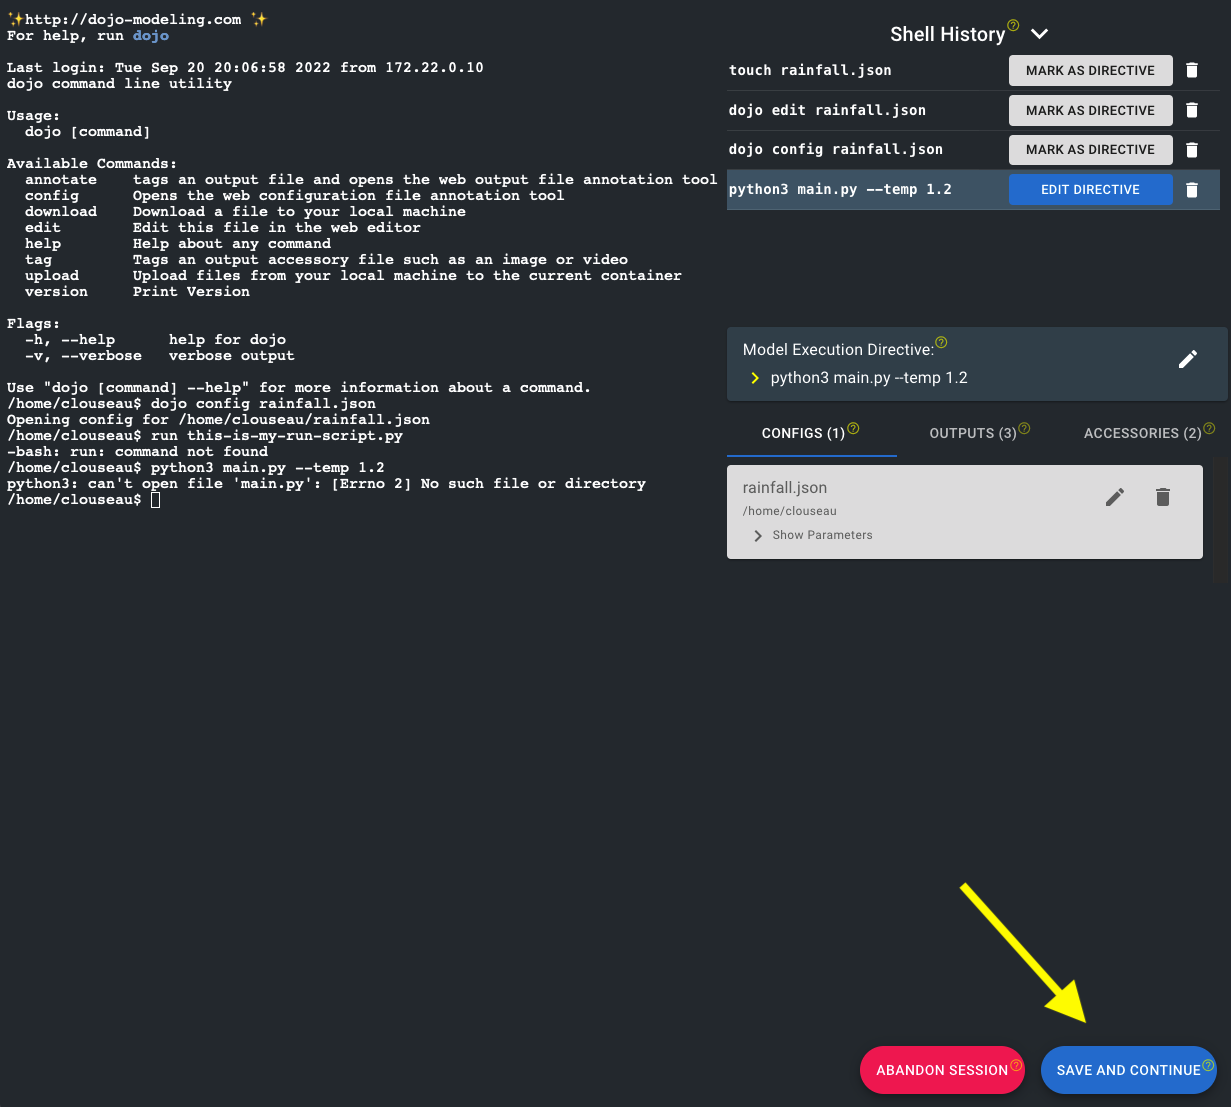 ✨http://dojo-modeling.com ✨
For help, run dojo
Last login: Tue Sep 20 20:06:58 2022 from 172.22.0.10
dojo command line utility
Usage:
dojo [command]
Available Commands:
annotate    tags an output file and opens the web output file annotation tool
config      Opens the web configuration file annotation tool
download    Download a file to your local machine
edit        Edit this file in the web editor
help        Help about any command
tag         Tags an output accessory file such as an image or video
upload      Upload files from your local machine to the current container
version     Print Version
Flags:
-h, --help      help for dojo
-v, --verbose   verbose output
Use "dojo [command] --help" for more information about a command.
/home/clouseau$ dojo config rainfall.json
Opening config for /home/clouseau/rainfall.json
/home/clouseau$ run this-is-my-run-script.py
-bash: run: command not found
/home/clouseau$ python3 main.py --temp 1.2
python3: can't open file 'main.py': [Errno 2] No such file or directory
/home/clouseau$
Shell History
touch rainfall.json MARK AS DIRECTIVE
dojo edit rainfall.json MARK AS DIRECTIVE
dojo config rainfall.json MARK AS DIRECTIVE
python3 main.py --temp 1.2 EDIT DIRECTIVE
Model Execution Directive:
python3 main.py --temp 1.2
CONFIGS (1) OUTPUTS (3) ACCESSORIES (2)
rainfall.json
/home/clouseau
Show Parameters
ABANDON SESSION SAVE AND CONTINUE